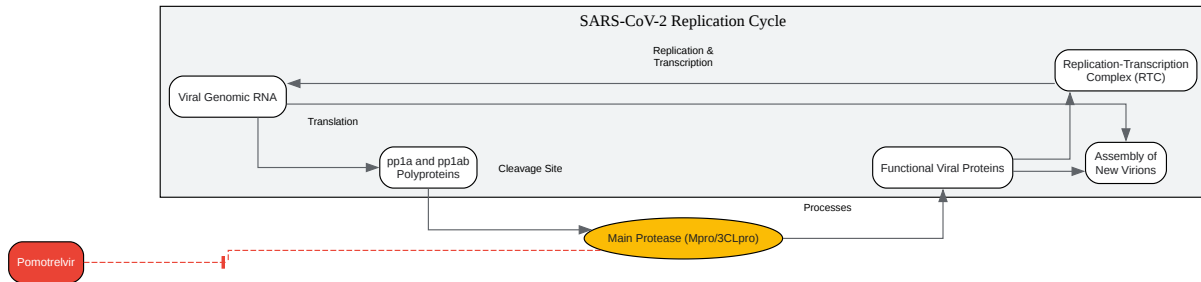 SARS-CoV-2 Replication Cycle
Replication &
Transcription
Replication-Transcription
Complex (RTC)
Viral Genomic RNA
Translation
pp1a and pp1ab
Polyproteins
Cleavage Site
Functional Viral Proteins
Assembly of
New Virions
Processes
Main Protease (Mpro/3CLpro)
Pomotrelvir